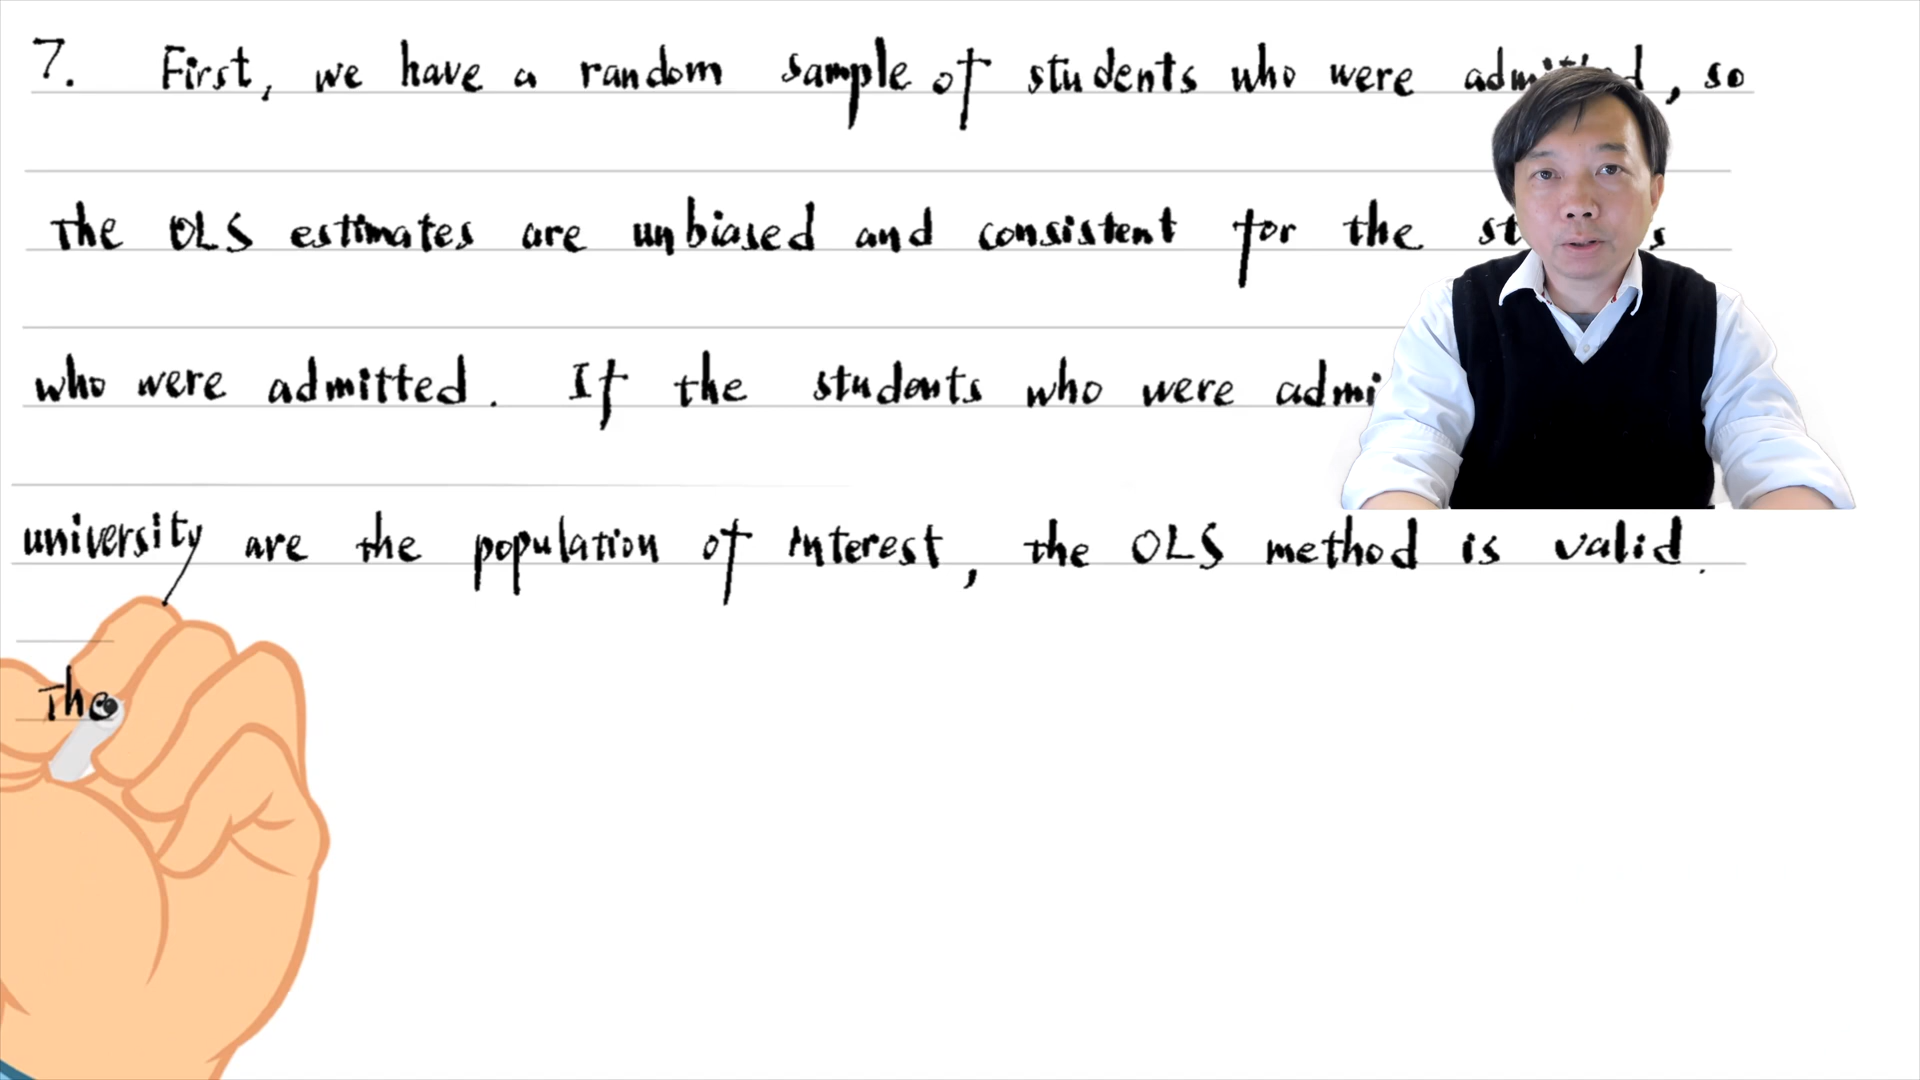 7. First, we have a random sample of students who were admitted, so
the OLS estimates are unbiased and consistent for the
who were admitted. If the students who were
university are the population of interest, the OLS method is valid.
The